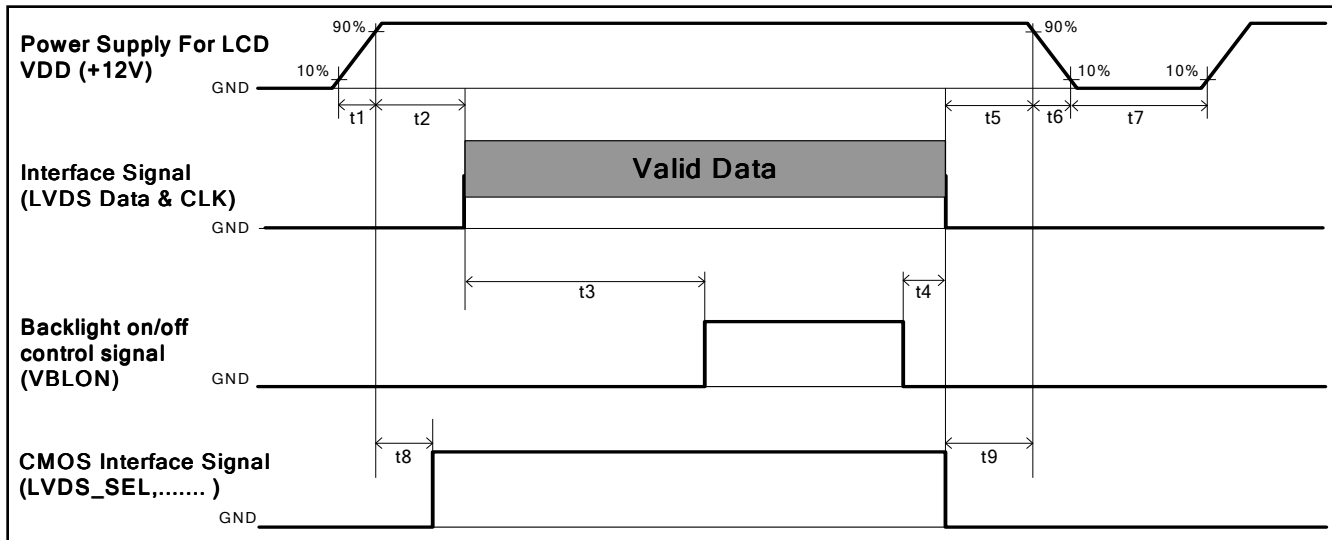 Power Supply For LCD
VDD (+12V)
90%
90%
10%
10%
10%
GND
t1
t2
t5
t6
t7
Valid Data
Interface Signal
(LVDS Data & CLK)
GND
t3
t4
Backlight on/off
control signal
(VBLON)
GND
t8
t9
CMOS Interface Signal
(LVDS_SEL,....... )
GND